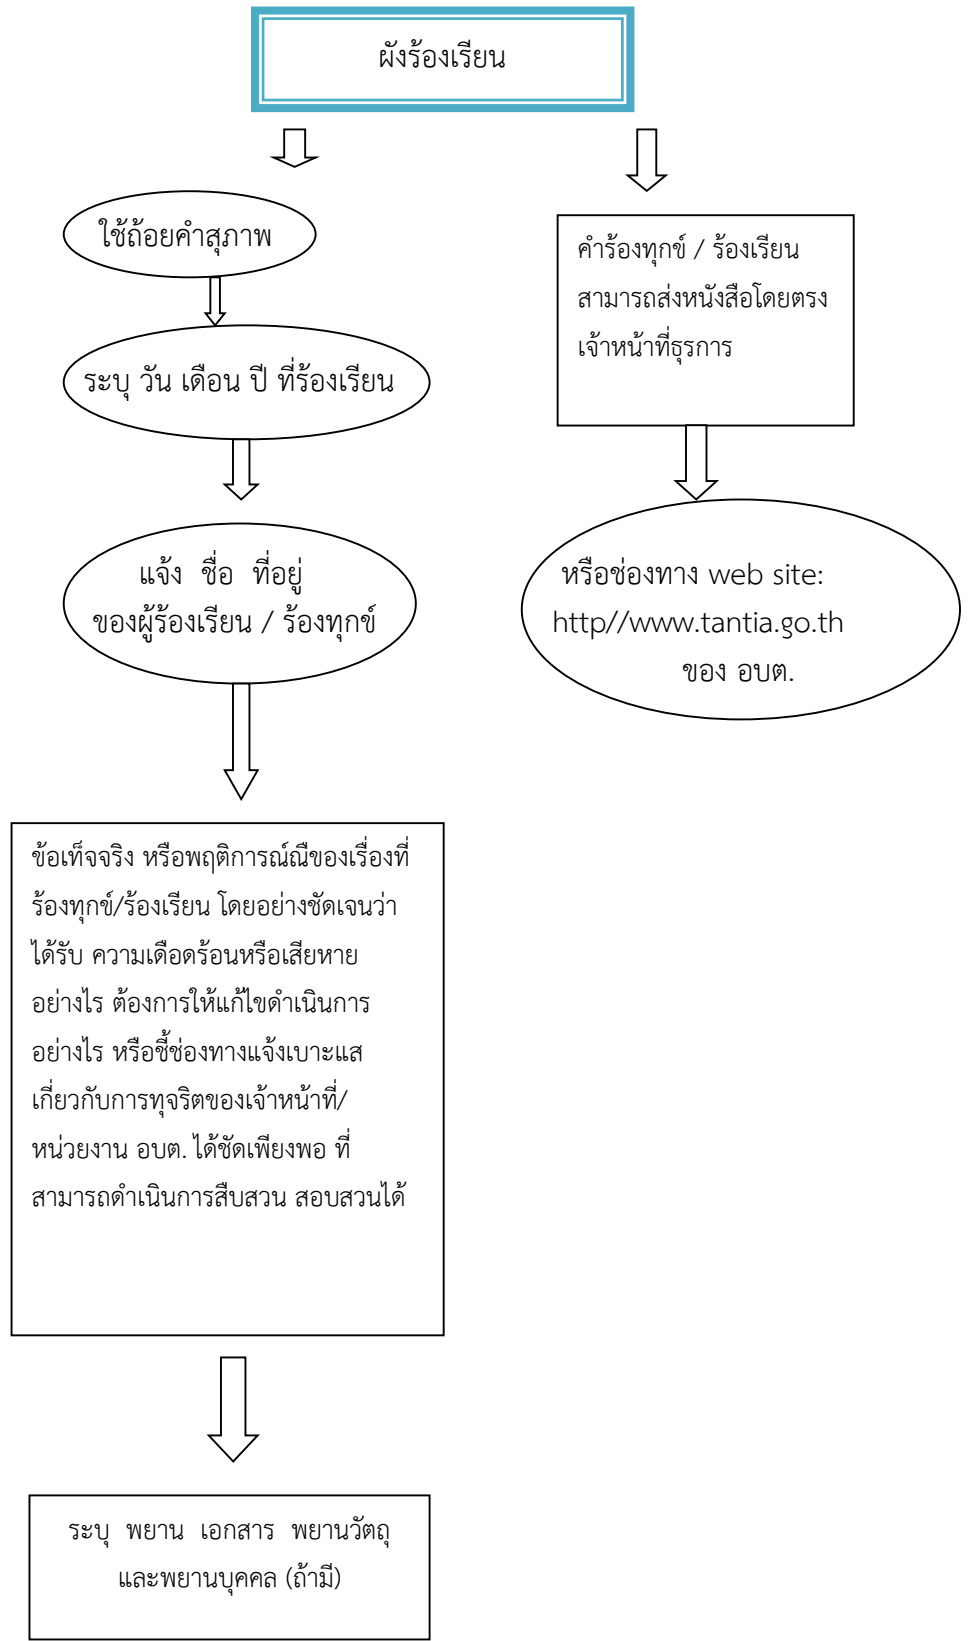 ผังร้องเรียน
ใช้ถ้อยคำสุภาพ
ระบุ วัน เดือน ปี ที่ร้องเรียน
แจ้ง ชื่อ ที่อยู่
ของผู้ร้องเรียน / ร้องทุกข์
ข้อเท็จจริง หรือพฤติการณ์ณืของเรื่องที่
ร้องทุกข์/ร้องเรียน โดยอย่างชัดเจนว่า
ได้รับ ความเดือดร้อนหรือเสียหาย
อย่างไร ต้องการให้แก้ไขดำเนินการ
อย่างไร หรือชี้ช่องทางแจ้งเบาะแส
เกี่ยวกับการทุจริตของเจ้าหน้าที่/
หน่วยงาน อบต. ได้ชัดเพียงพอ ที่
สามารถดำเนินการสืบสวน สอบสวนได้
ระบุ พยาน เอกสาร พยานวัตถุ
และพยานบุคคล (ถ้ามี)
คำร้องทุกข์ / ร้องเรียน
สามารถส่งหนังสือโดยตรง
เจ้าหน้าที่ธุรการ
หรือช่องทาง web site:
http//www.tantia.go.th
ของ อบต.